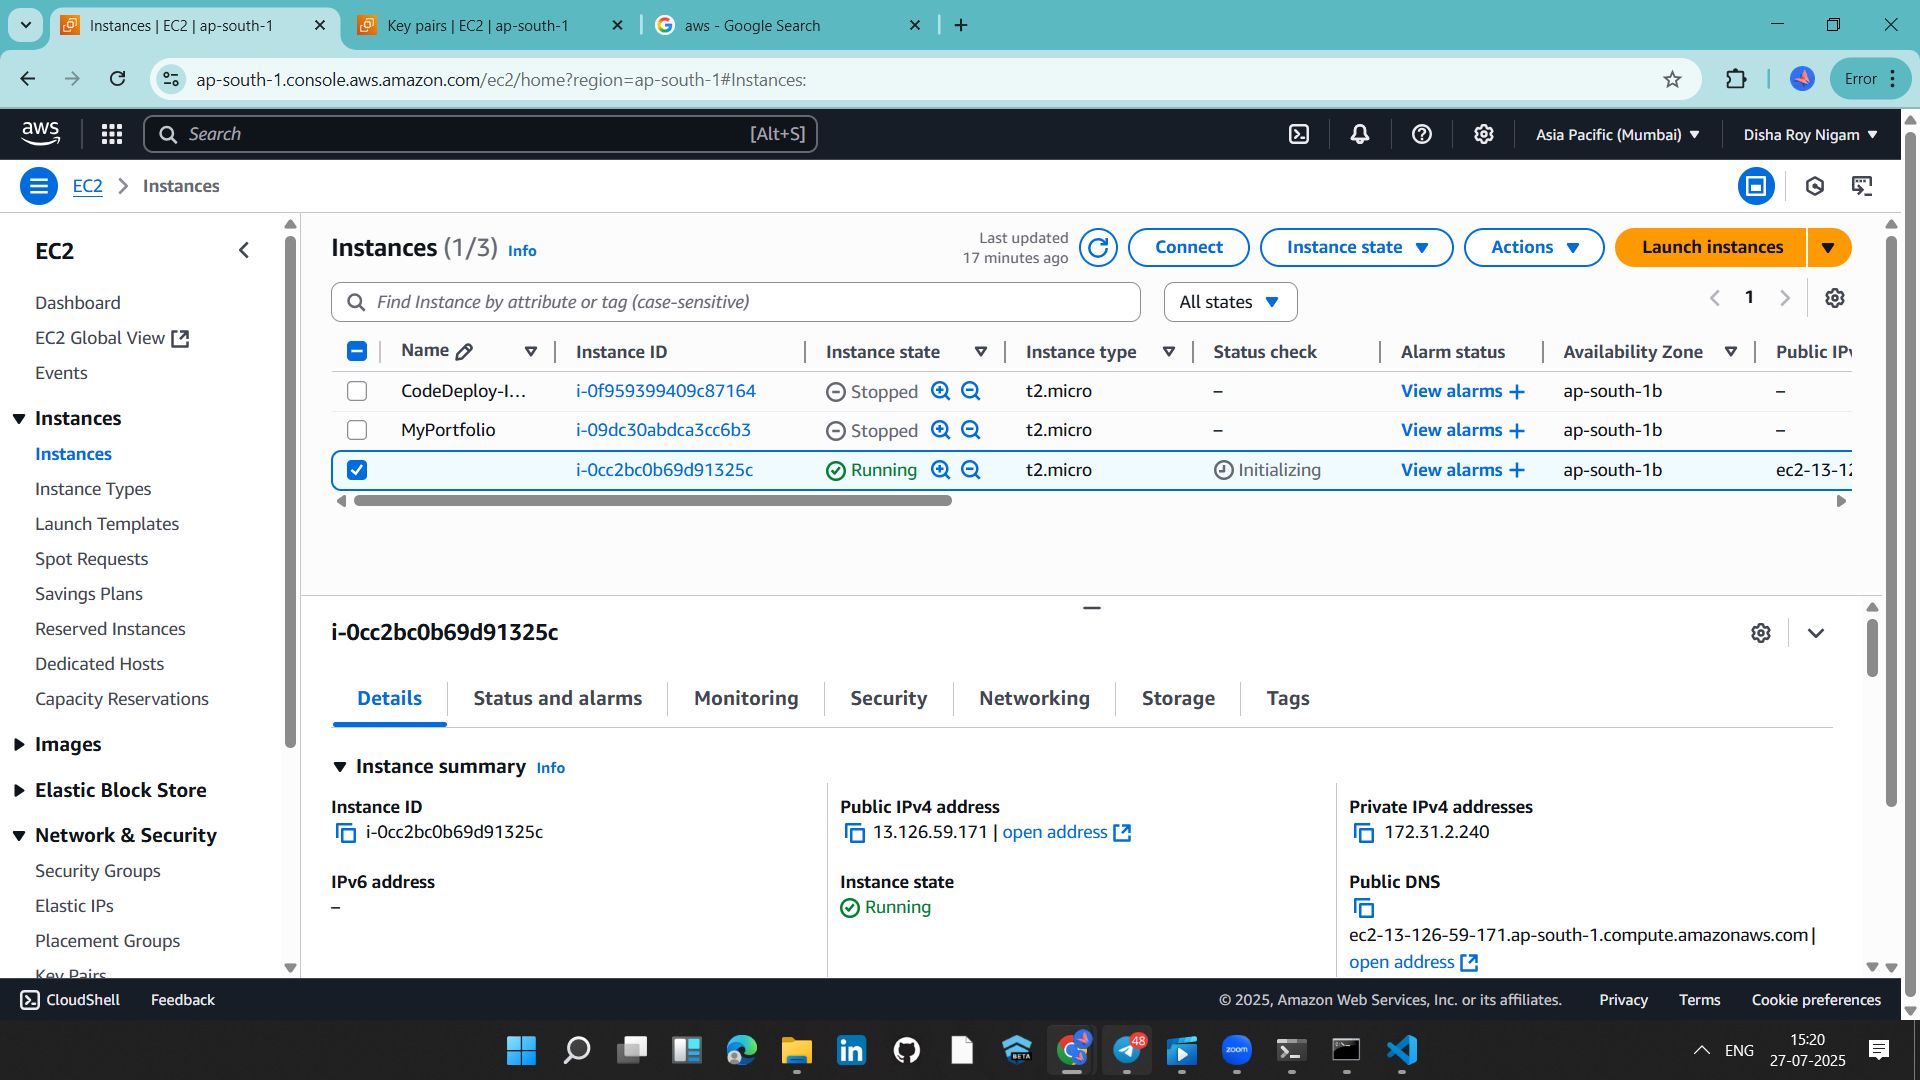 Instances | EC2 | ap-south-1
Key pairs | EC2 | ap-south-1
aws - Google Search
ap-south-1.console.aws.amazon.com/ec2/home?region=ap-south-1#Instances:
Error
aws
Search
[Alt+S]
Asia Pacific (Mumbai)
Disha Roy Nigam
EC2
Instances
EC2
Dashboard
EC2 Global View
Events
Instances
Instances
Instance Types
Launch Templates
Spot Requests
Savings Plans
Reserved Instances
Dedicated Hosts
Capacity Reservations
Images
Elastic Block Store
Network & Security
Security Groups
Elastic IPs
Placement Groups
Key Pairs
Instances (1/3) Info
Last updated
17 minutes ago
Connect
Instance state
Actions
Launch instances
Find Instance by attribute or tag (case-sensitive)
All states
1
Name Instance ID Instance state Instance type Status check Alarm status Availability Zone Public IPv
CodeDeploy-I... i-0f959399409c87164 Stopped t2.micro – View alarms + ap-south-1b –
MyPortfolio i-09dc30abdca3cc6b3 Stopped t2.micro – View alarms + ap-south-1b –
i-0cc2bc0b69d91325c Running t2.micro Initializing View alarms + ap-south-1b ec2-13-12
i-0cc2bc0b69d91325c
Details Status and alarms Monitoring Security Networking Storage Tags
Instance summary Info
Instance ID
i-0cc2bc0b69d91325c
Public IPv4 address
13.126.59.171 | open address
Private IPv4 addresses
172.31.2.240
IPv6 address
–
Instance state
Running
Public DNS
ec2-13-126-59-171.ap-south-1.compute.amazonaws.com |
open address
CloudShell
Feedback
© 2025, Amazon Web Services, Inc. or its affiliates.
Privacy
Terms
Cookie preferences
BETA
48
zoom
ENG
15:20
27-07-2025